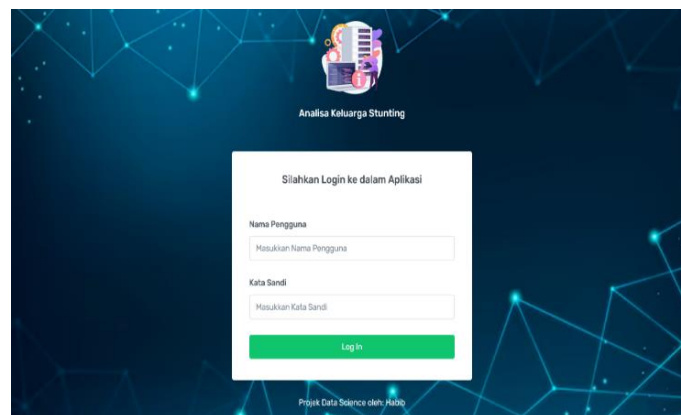 Analisa Keluarga Stunting
Silahkan Login ke dalam Aplikasi
Nama Pengguna
Masukkan Nama Pengguna
Kata Sandi
Masukkan Kata Sandi
Log In
Projek Data Science oleh: Habib